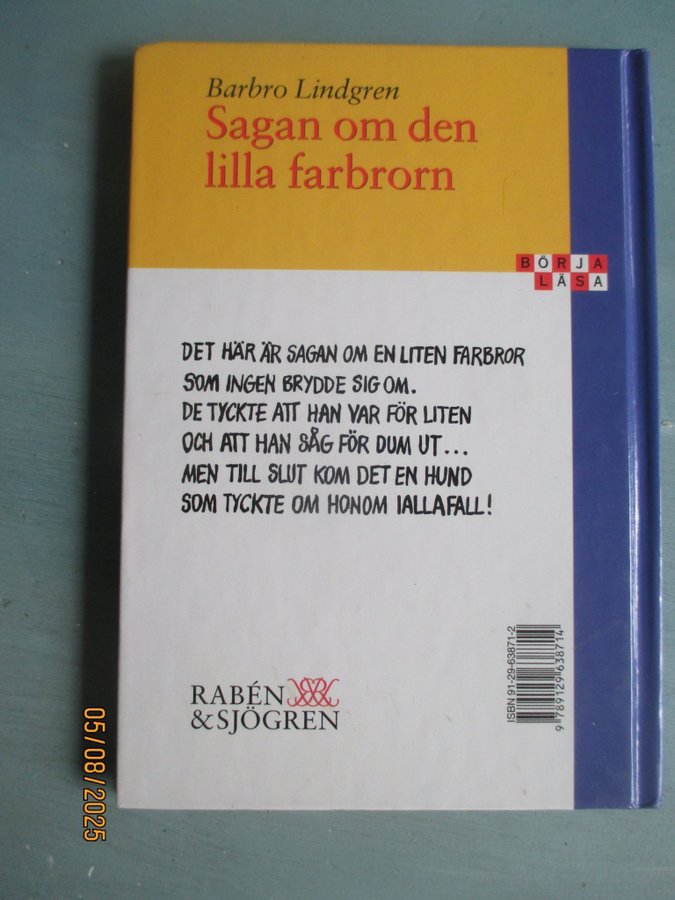 Barbro Lindgren
Sagan om den
lilla farbrorn
BÖRJA
LÄSA
DET HÄR ÄR SAGAN OM EN LITEN FARBROR
SOM INGEN BRYDDE SIG OM.
DE TYCKTE ATT HAN VAR FÖR LITEN
OCH ATT HAN SÅG FÖR DUM UT...
MEN TILL SLUT KOM DET EN HUND
SOM TYCKTE OM HONOM IALLAFALL!
RABÉN
&SJÖGREN
ISBN 91-29-63871-2
9 789129 638714
05/08/2025